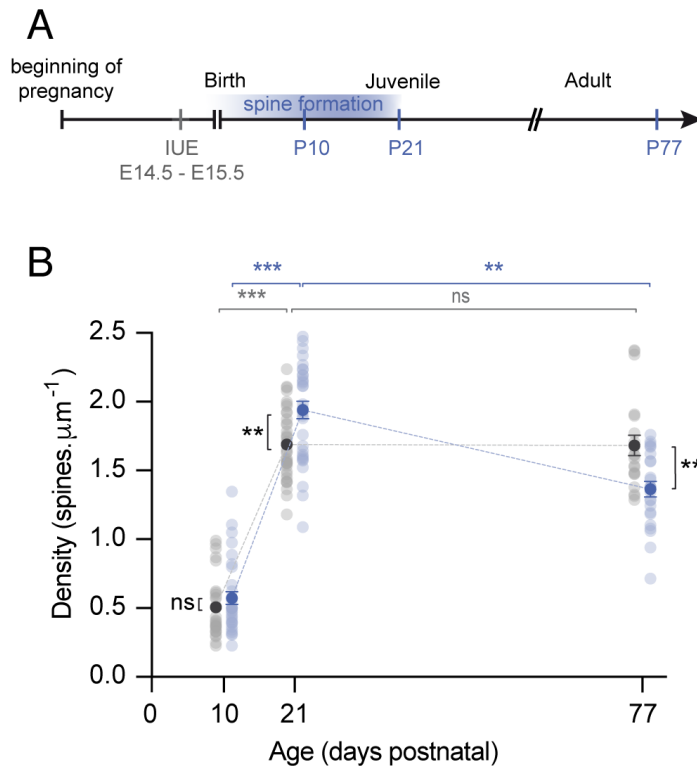 A
beginning of
pregnancy
Birth
Juvenile
Adult
spine formation
IUE
E14.5 - E15.5
P10
P21
P77
B
***
**
***
ns
2.5
2.0
1.5
1.0
0.5
0.0
Density (spines.µm⁻¹)
**
**
ns
0
10
21
77
Age (days postnatal)